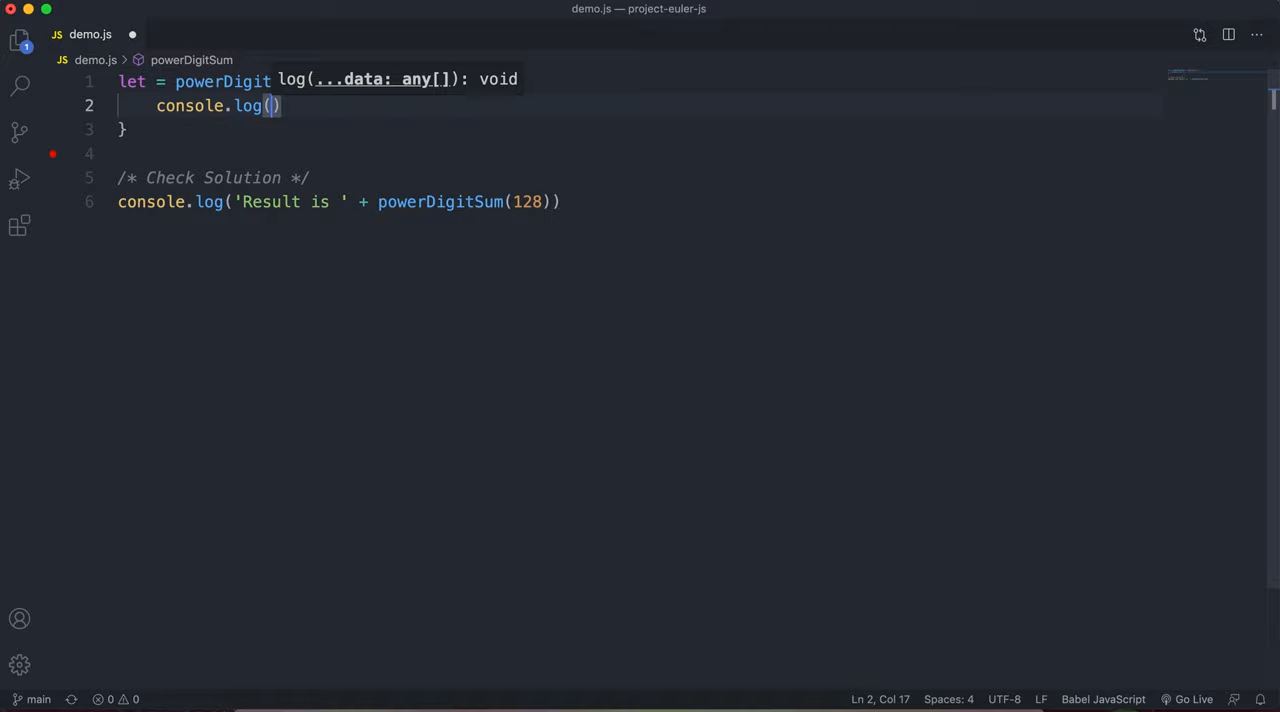 demo.js — project-euler-js
JS demo.js
JS demo.js > powerDigitSum
1 let = powerDigit
log(...data: any[]): void
2 console.log()
3 }
4
5 /* Check Solution */
6 console.log('Result is ' + powerDigitSum(128))
1
main 0 0 Ln 2, Col 17 Spaces: 4 UTF-8 LF Babel JavaScript Go Live